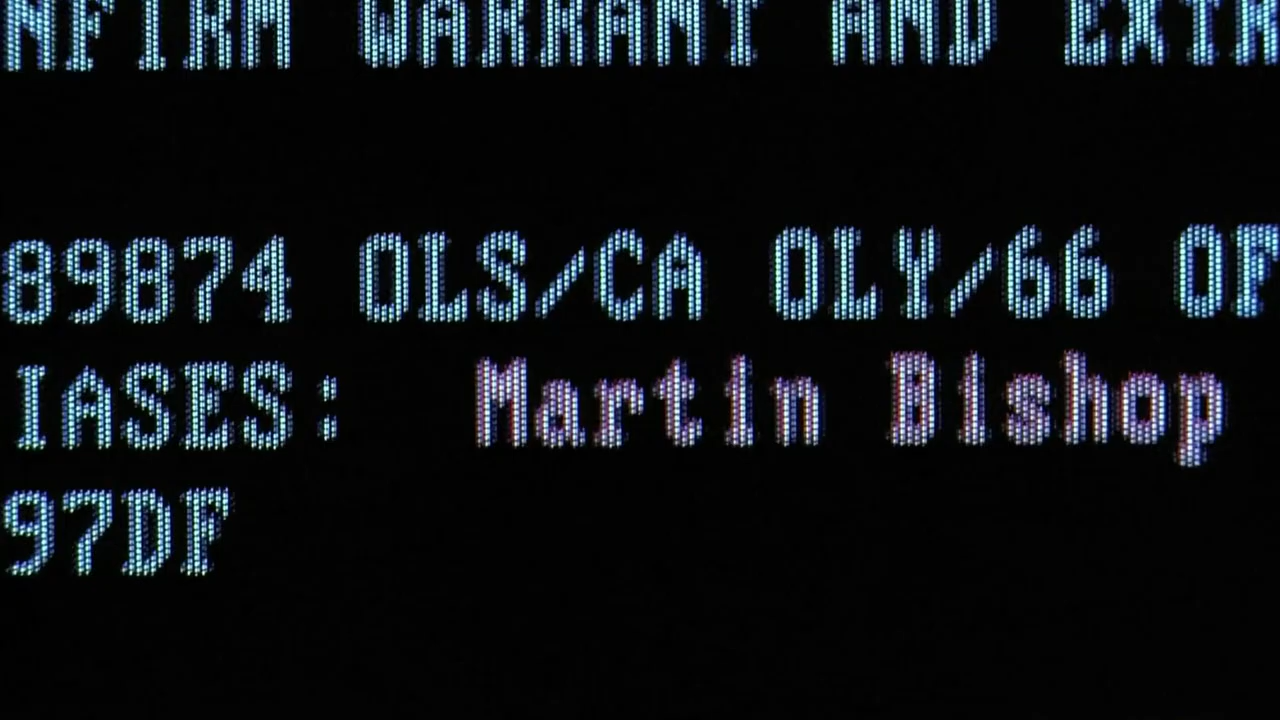 NFIRM WARRANT AND EXTR
89874 OLS/CA OLY/66 OF
IASES: Martin Bishop
97DF